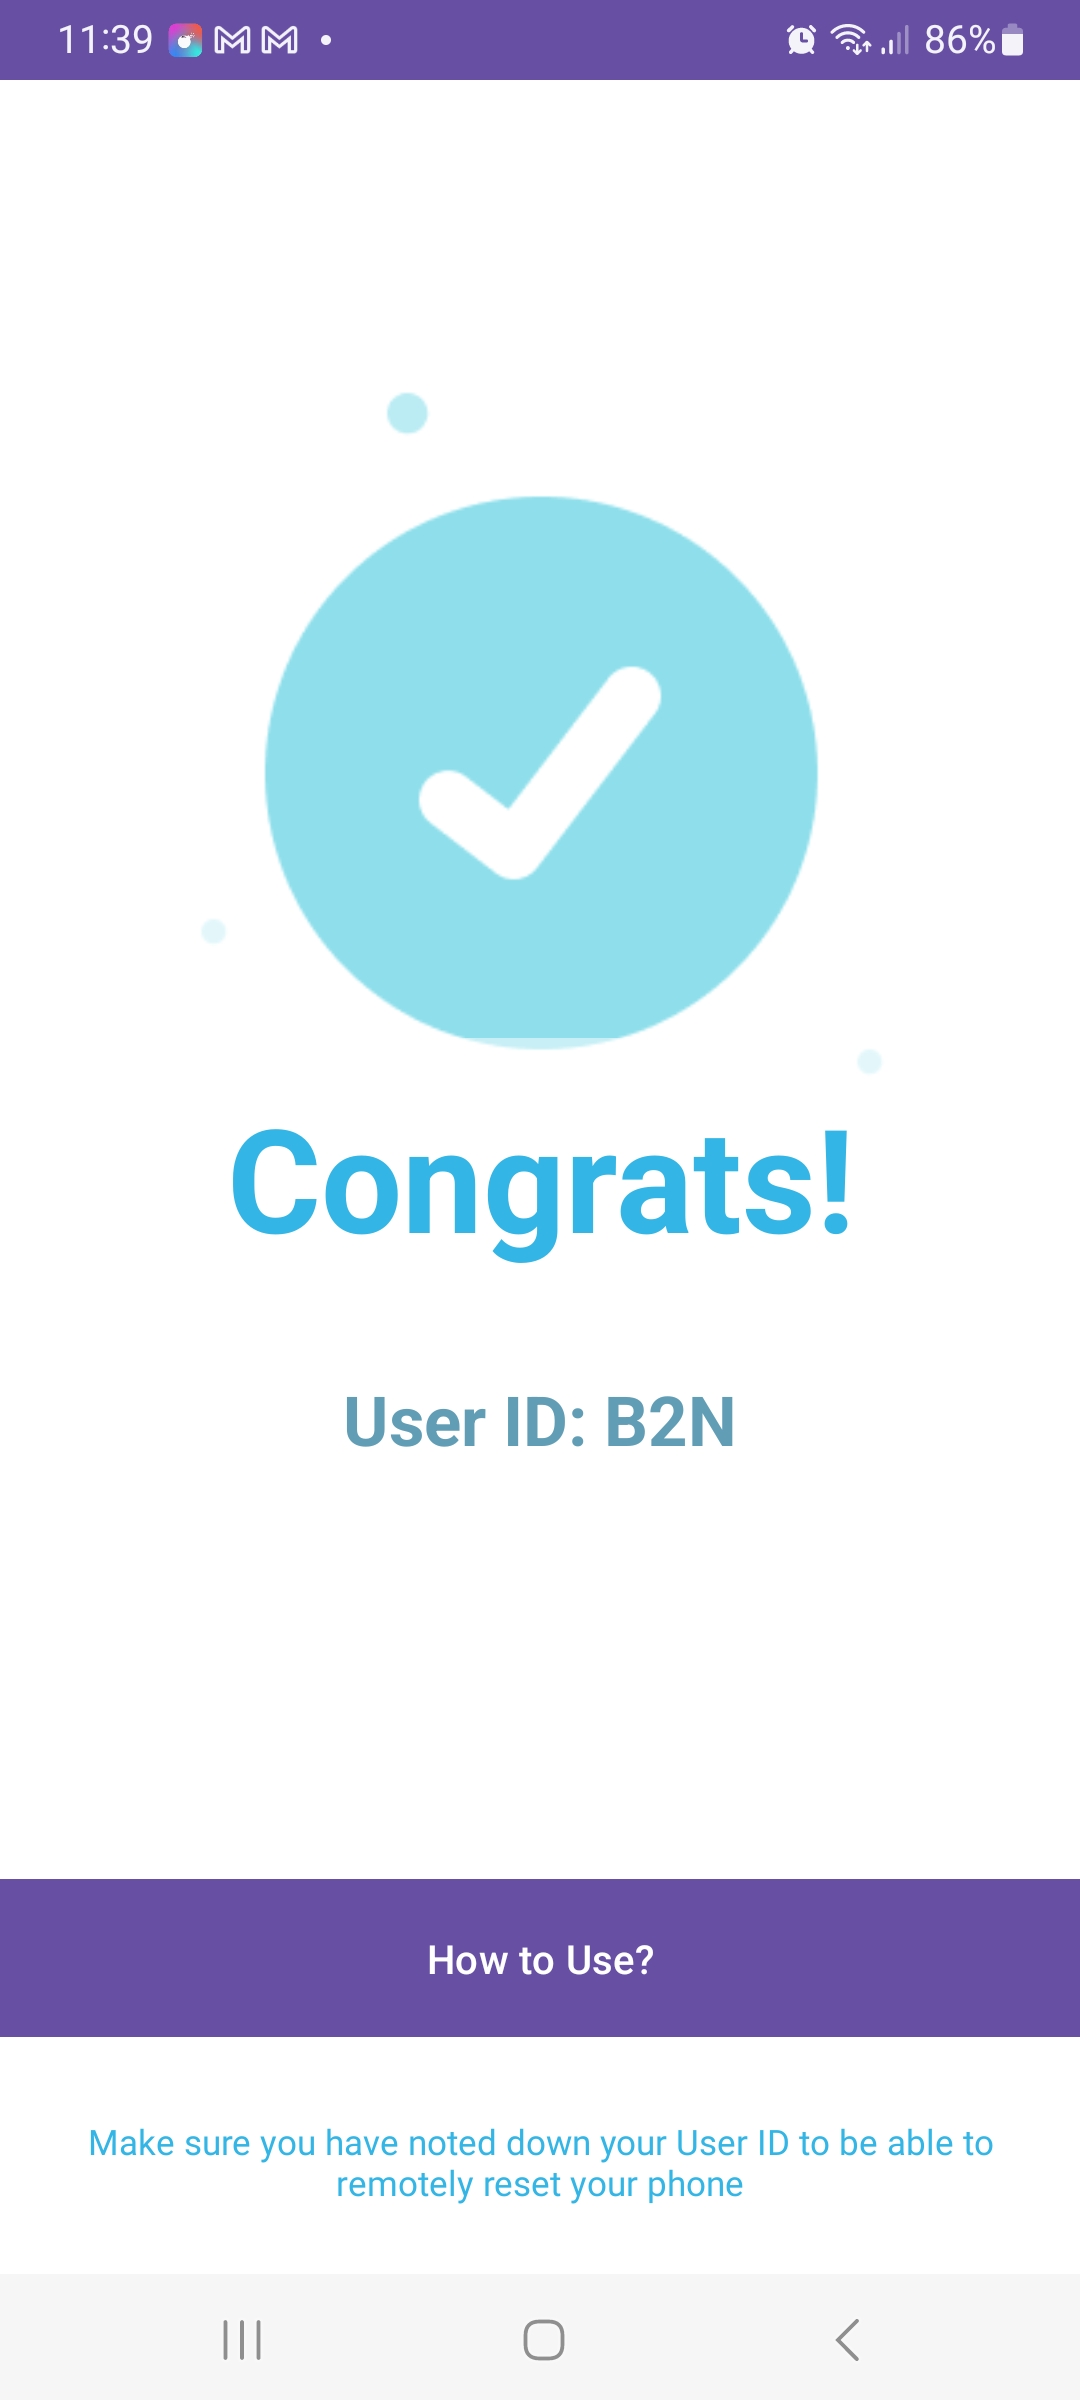 11:39
86%
Congrats!
User ID: B2N
How to Use?
Make sure you have noted down your User ID to be able to
remotely reset your phone